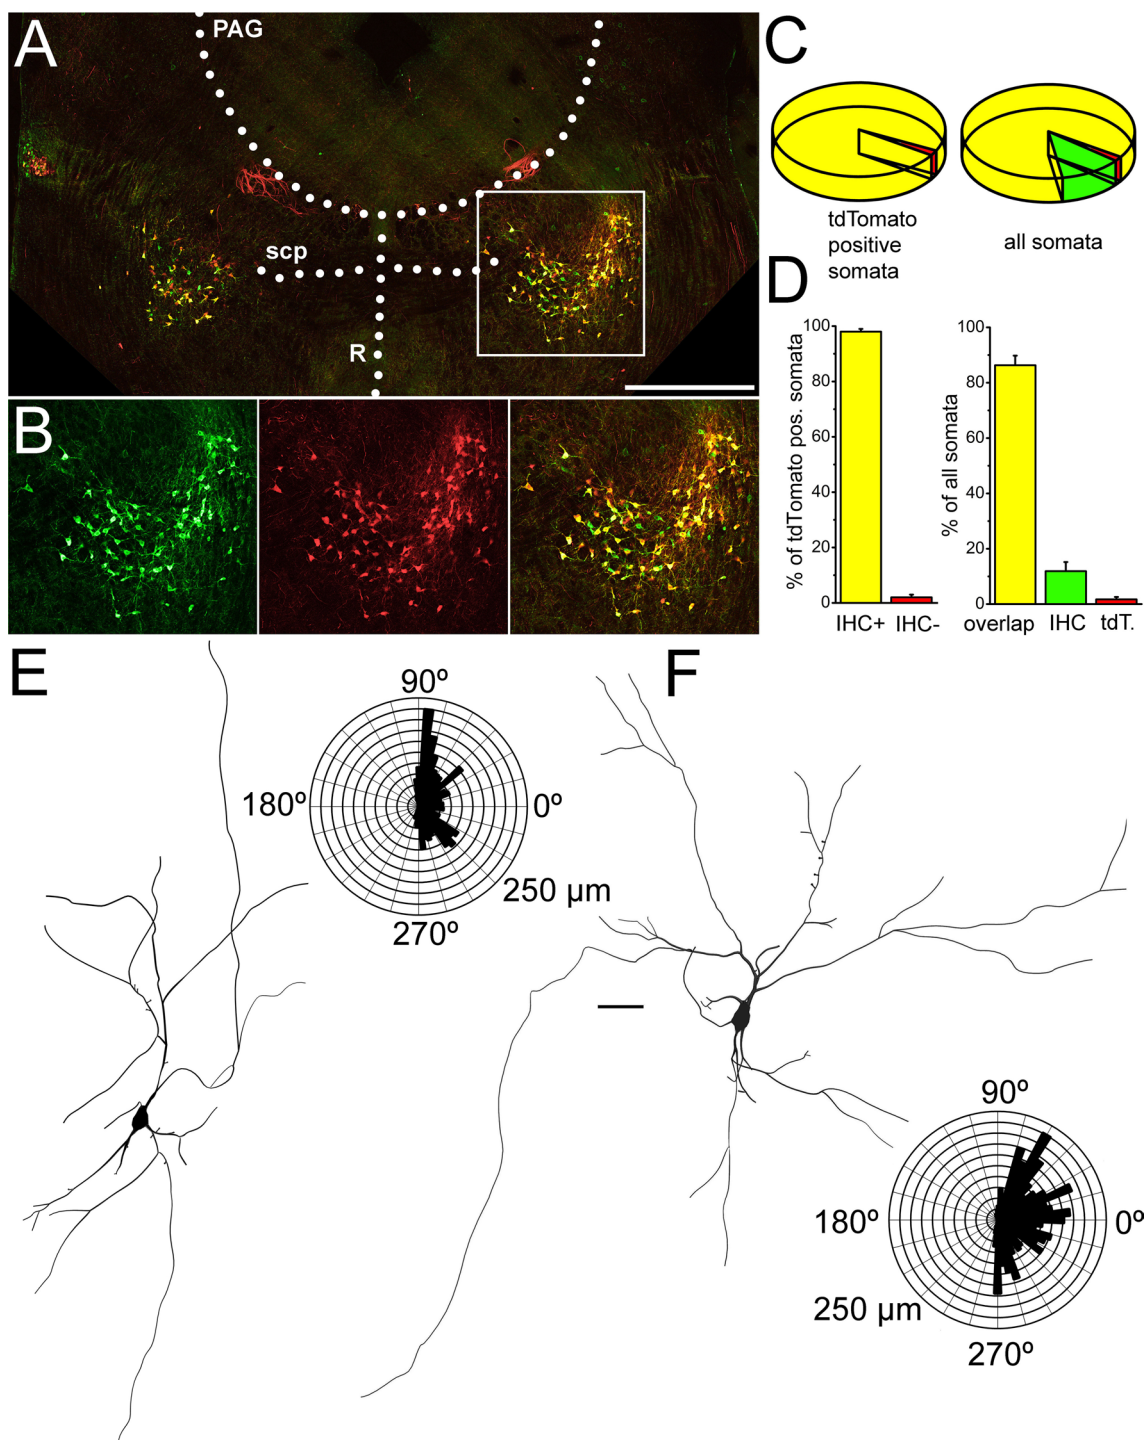 A
PAG
scp
R
B
C
tdTomato
positive
somata
all somata
D
% of tdTomato pos. somata
100
80
60
40
20
0
IHC+ IHC-
% of all somata
100
80
60
40
20
0
overlap IHC tdT.
E
90º
180º
0º
250 µm
270º
F
90º
180º
0º
250 µm
270º